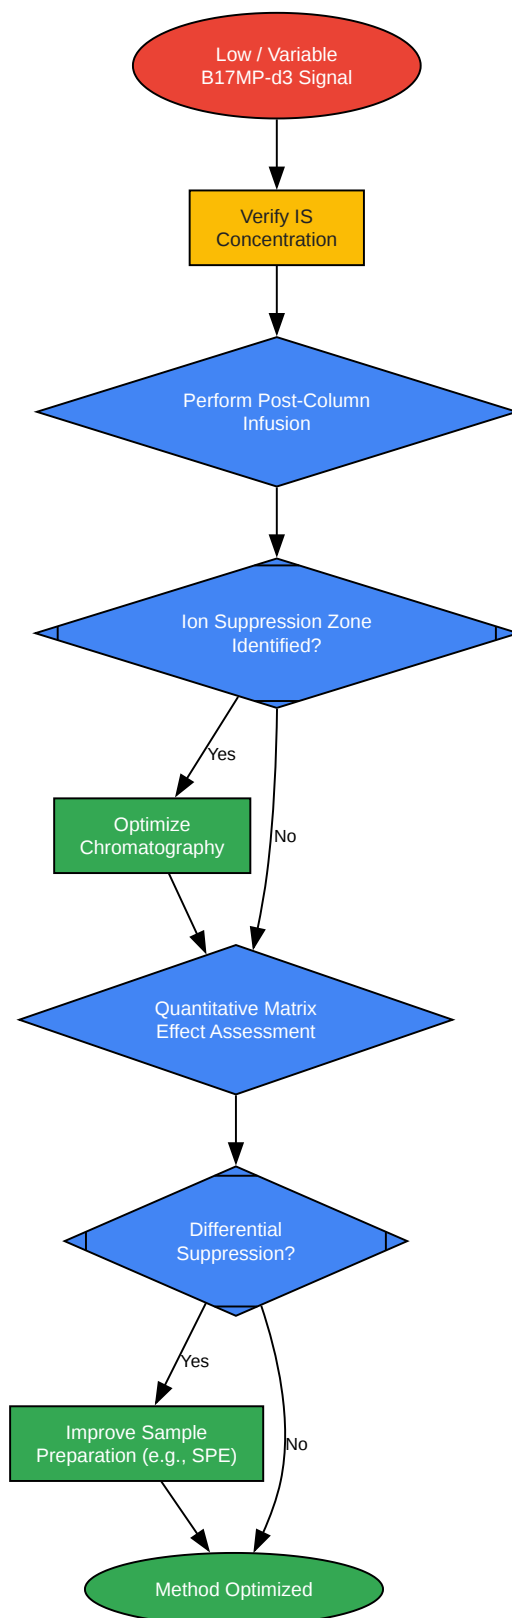 Low / Variable
B17MP-d3 Signal
Verify IS
Concentration
Perform Post-Column
Infusion
Ion Suppression Zone
Identified?
Yes
Optimize
Chromatography
No
Quantitative Matrix
Effect Assessment
Differential
Suppression?
Yes
Improve Sample
Preparation (e.g., SPE)
No
Method Optimized